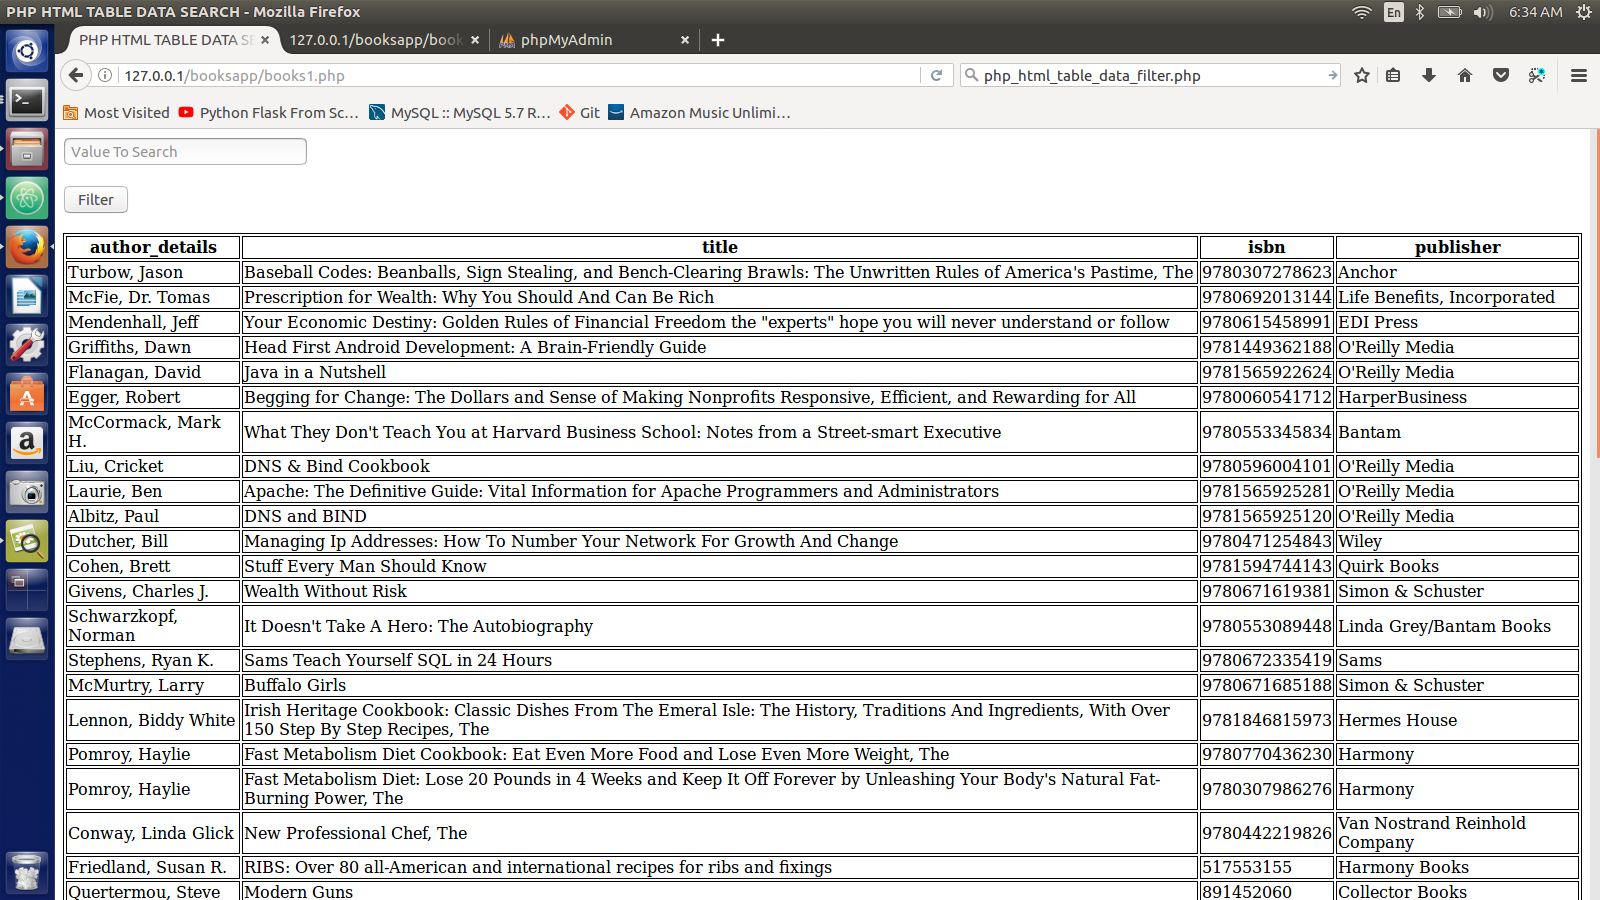 PHP HTML TABLE DATA SEARCH - Mozilla Firefox
En
6:34 AM
PHP HTML TABLE DATA SE
127.0.0.1/booksapp/book
phpMyAdmin
127.0.0.1/booksapp/books1.php
php_html_table_data_filter.php
Most Visited
Python Flask From Sc...
MySQL :: MySQL 5.7 R...
Git
Amazon Music Unlimi...
Value To Search
Filter
author_details title isbn publisher
Turbow, Jason Baseball Codes: Beanballs, Sign Stealing, and Bench-Clearing Brawls: The Unwritten Rules of America's Pastime, The 9780307278623 Anchor
McFie, Dr. Tomas Prescription for Wealth: Why You Should And Can Be Rich 9780692013144 Life Benefits, Incorporated
Mendenhall, Jeff Your Economic Destiny: Golden Rules of Financial Freedom the "experts" hope you will never understand or follow 9780615458991 EDI Press
Griffiths, Dawn Head First Android Development: A Brain-Friendly Guide 9781449362188 O'Reilly Media
Flanagan, David Java in a Nutshell 9781565922624 O'Reilly Media
Egger, Robert Begging for Change: The Dollars and Sense of Making Nonprofits Responsive, Efficient, and Rewarding for All 9780060541712 HarperBusiness
McCormack, Mark
H. What They Don't Teach You at Harvard Business School: Notes from a Street-smart Executive 9780553345834 Bantam
Liu, Cricket DNS & Bind Cookbook 9780596004101 O'Reilly Media
Laurie, Ben Apache: The Definitive Guide: Vital Information for Apache Programmers and Administrators 9781565925281 O'Reilly Media
Albitz, Paul DNS and BIND 9781565925120 O'Reilly Media
Dutcher, Bill Managing Ip Addresses: How To Number Your Network For Growth And Change 9780471254843 Wiley
Cohen, Brett Stuff Every Man Should Know 9781594744143 Quirk Books
Givens, Charles J. Wealth Without Risk 9780671619381 Simon & Schuster
Schwarzkopf,
Norman It Doesn't Take A Hero: The Autobiography 9780553089448 Linda Grey/Bantam Books
Stephens, Ryan K. Sams Teach Yourself SQL in 24 Hours 9780672335419 Sams
McMurtry, Larry Buffalo Girls 9780671685188 Simon & Schuster
Lennon, Biddy White Irish Heritage Cookbook: Classic Dishes From The Emeral Isle: The History, Traditions And Ingredients, With Over
150 Step By Step Recipes, The 9781846815973 Hermes House
Pomroy, Haylie Fast Metabolism Diet Cookbook: Eat Even More Food and Lose Even More Weight, The 9780770436230 Harmony
Pomroy, Haylie Fast Metabolism Diet: Lose 20 Pounds in 4 Weeks and Keep It Off Forever by Unleashing Your Body's Natural Fat-
Burning Power, The 9780307986276 Harmony
Conway, Linda Glick New Professional Chef, The 9780442219826 Van Nostrand Reinhold
Company
Friedland, Susan R. RIBS: Over 80 all-American and international recipes for ribs and fixings 517553155 Harmony Books
Quertermou, Steve Modern Guns 891452060 Collector Books